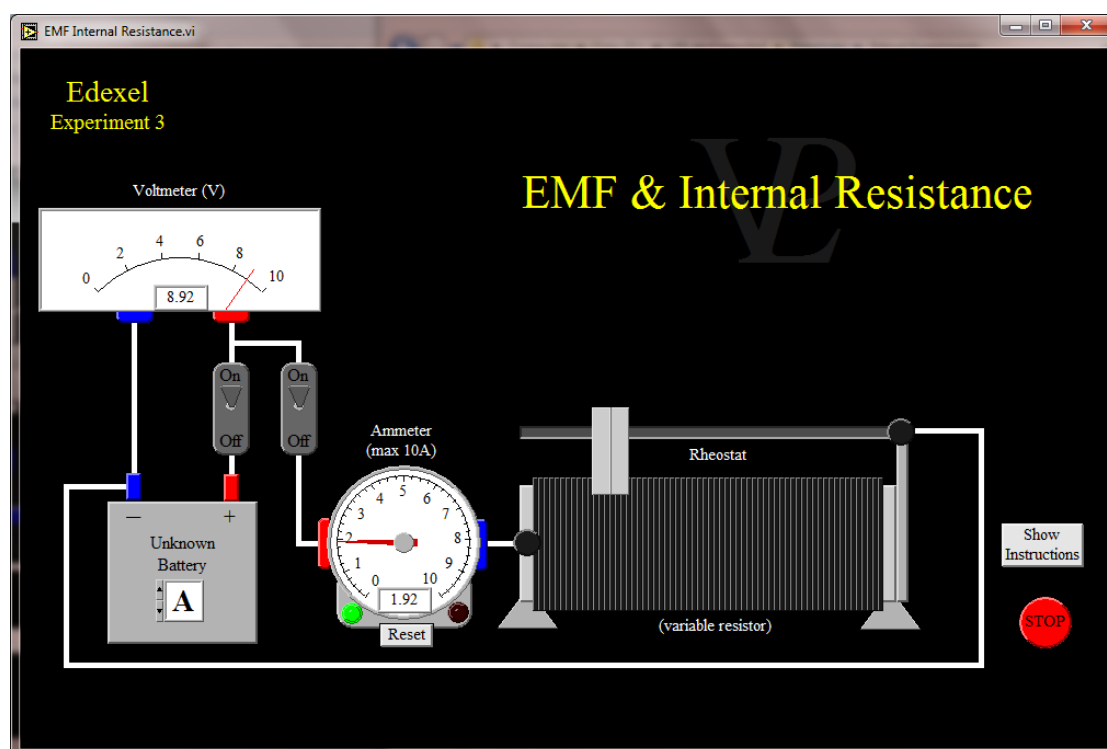 EMF Internal Resistance.vi
Edexel
Experiment 3
EMF & Internal Resistance
VPL
Voltmeter (V)
0 2 4 6 8 10
8.92
On On
Off Off
Ammeter
(max 10A)
0 1 2 3 4 5 6 7 8 9 10
1.92
Reset
Rheostat
(variable resistor)
— +
Unknown
Battery
A
Show
Instructions
STOP